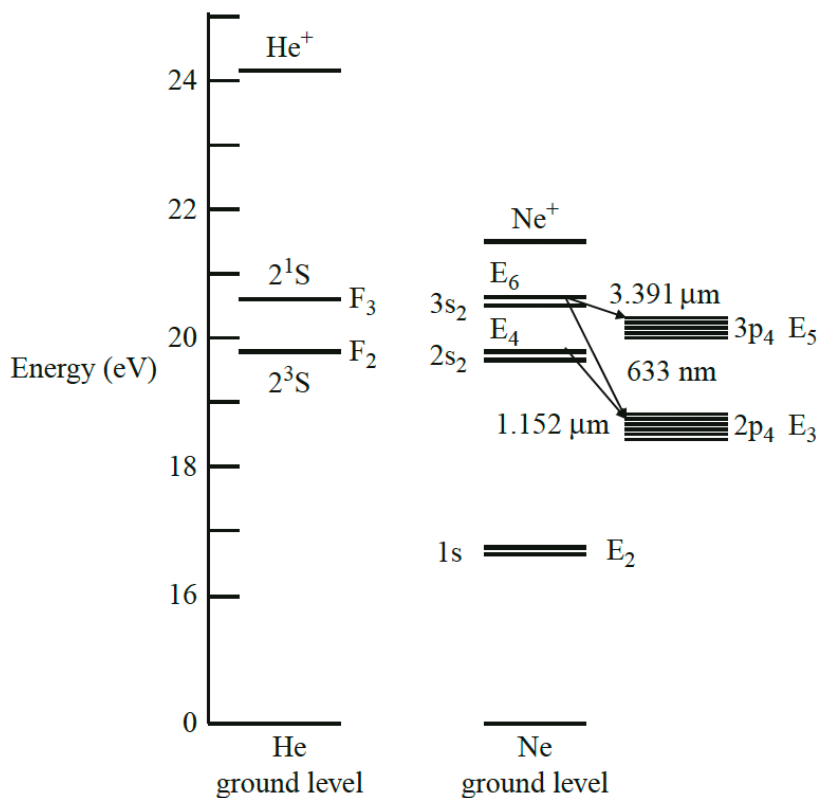 He⁺
24
22
Ne⁺
2¹S
E₆
3.391 μm
F₃
3s₂
3p₄ E₅
20
E₄
F₂
2s₂
Energy (eV)
633 nm
2³S
1.152 μm
2p₄ E₃
18
1s
E₂
16
0
He
ground level
Ne
ground level